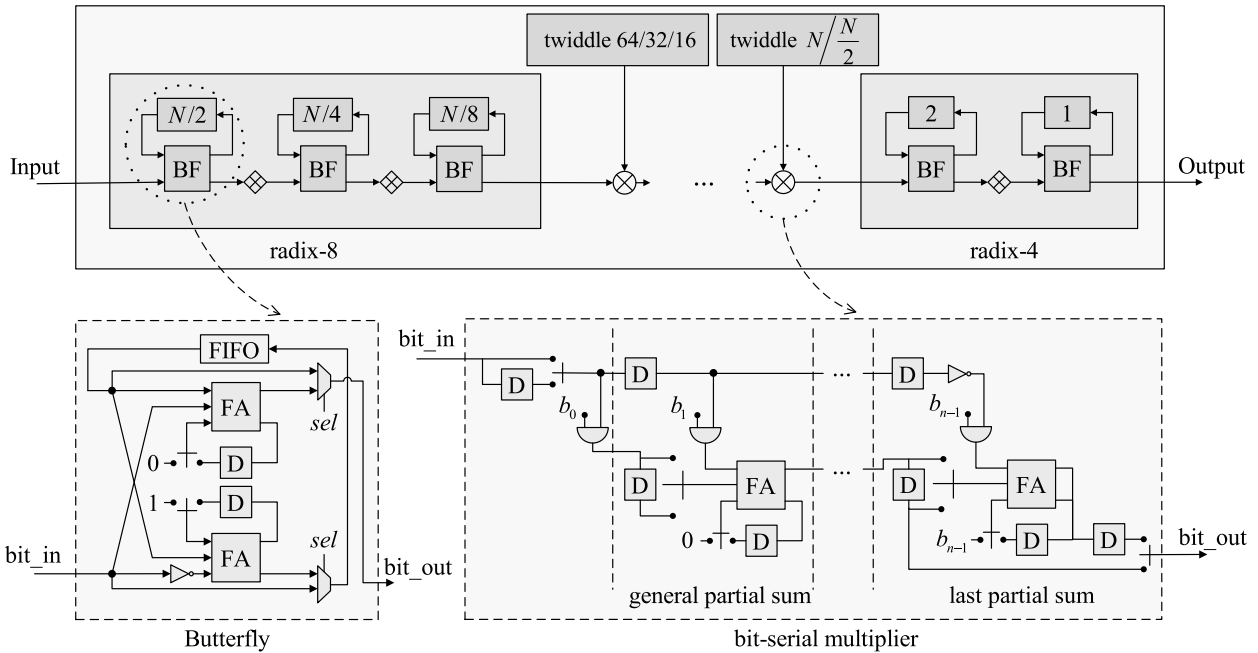 twiddle 64/32/16
twiddle N/N/2
N/2
N/4
N/8
2
1
Input
BF
BF
BF
...
BF
BF
Output
radix-8
radix-4
FIFO
FA
sel
0
D
1
D
sel
FA
bit_in
bit_out
Butterfly
bit_in
D
D
...
D
b0
b1
bn−1
D
FA
...
D
FA
0
D
bn−1
D
D
bit_out
general partial sum
last partial sum
bit-serial multiplier